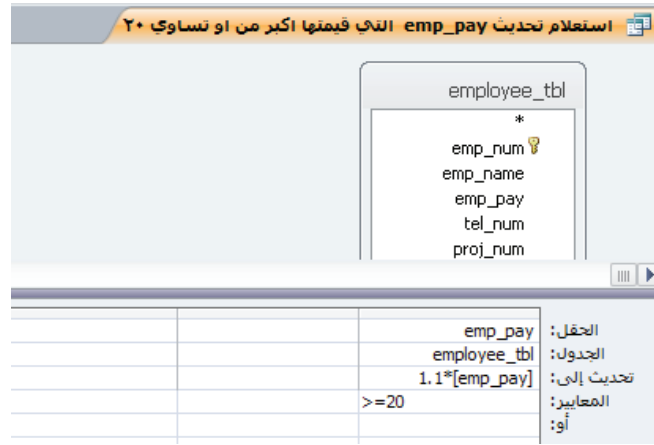 استعلام تحديث emp_pay التي قيمتها اكبر من او تساوي ٢٠
employee_tbl
*
emp_num
emp_name
emp_pay
tel_num
proj_num
الحقل: emp_pay
الجدول: employee_tbl
تحديث إلى: 1.1*[emp_pay]
المعايير: >=20
أو: